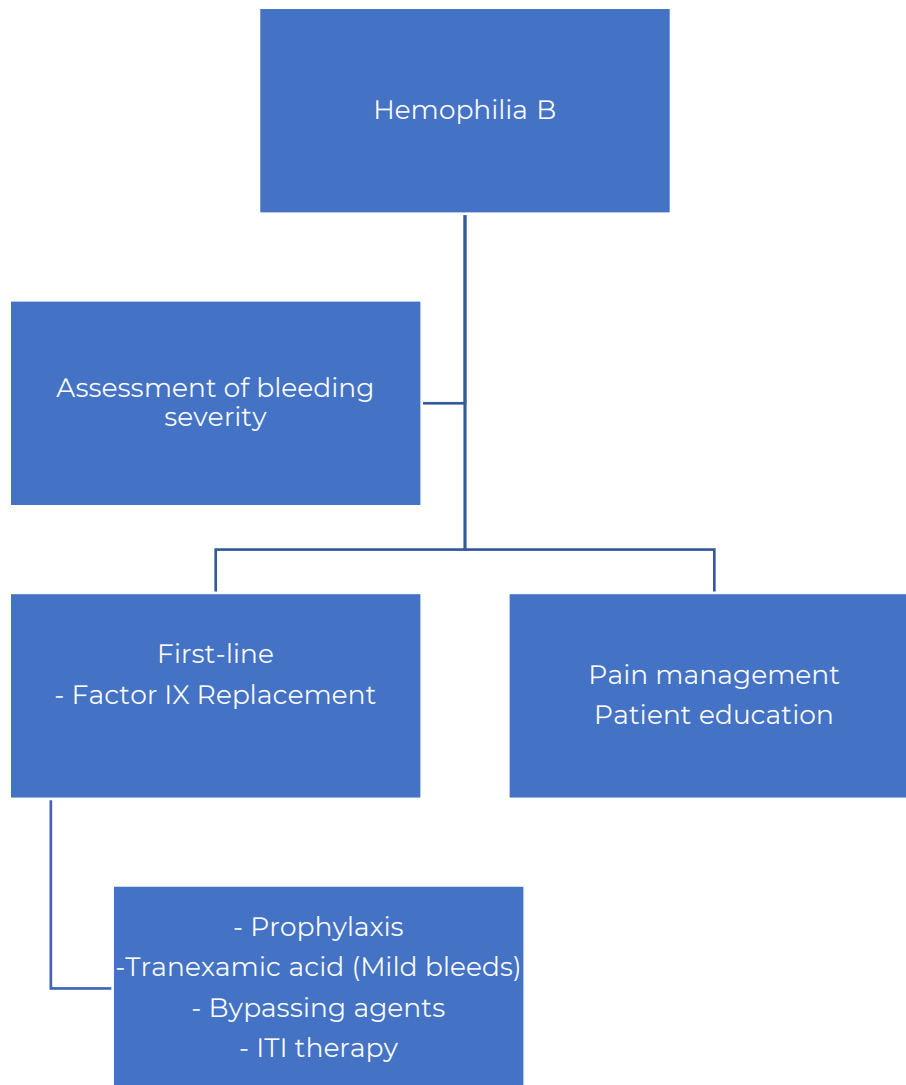 Hemophilia B
Assessment of bleeding
severity
First-line
- Factor IX Replacement
Pain management
Patient education
- Prophylaxis
-Tranexamic acid (Mild bleeds)
- Bypassing agents
- ITI therapy